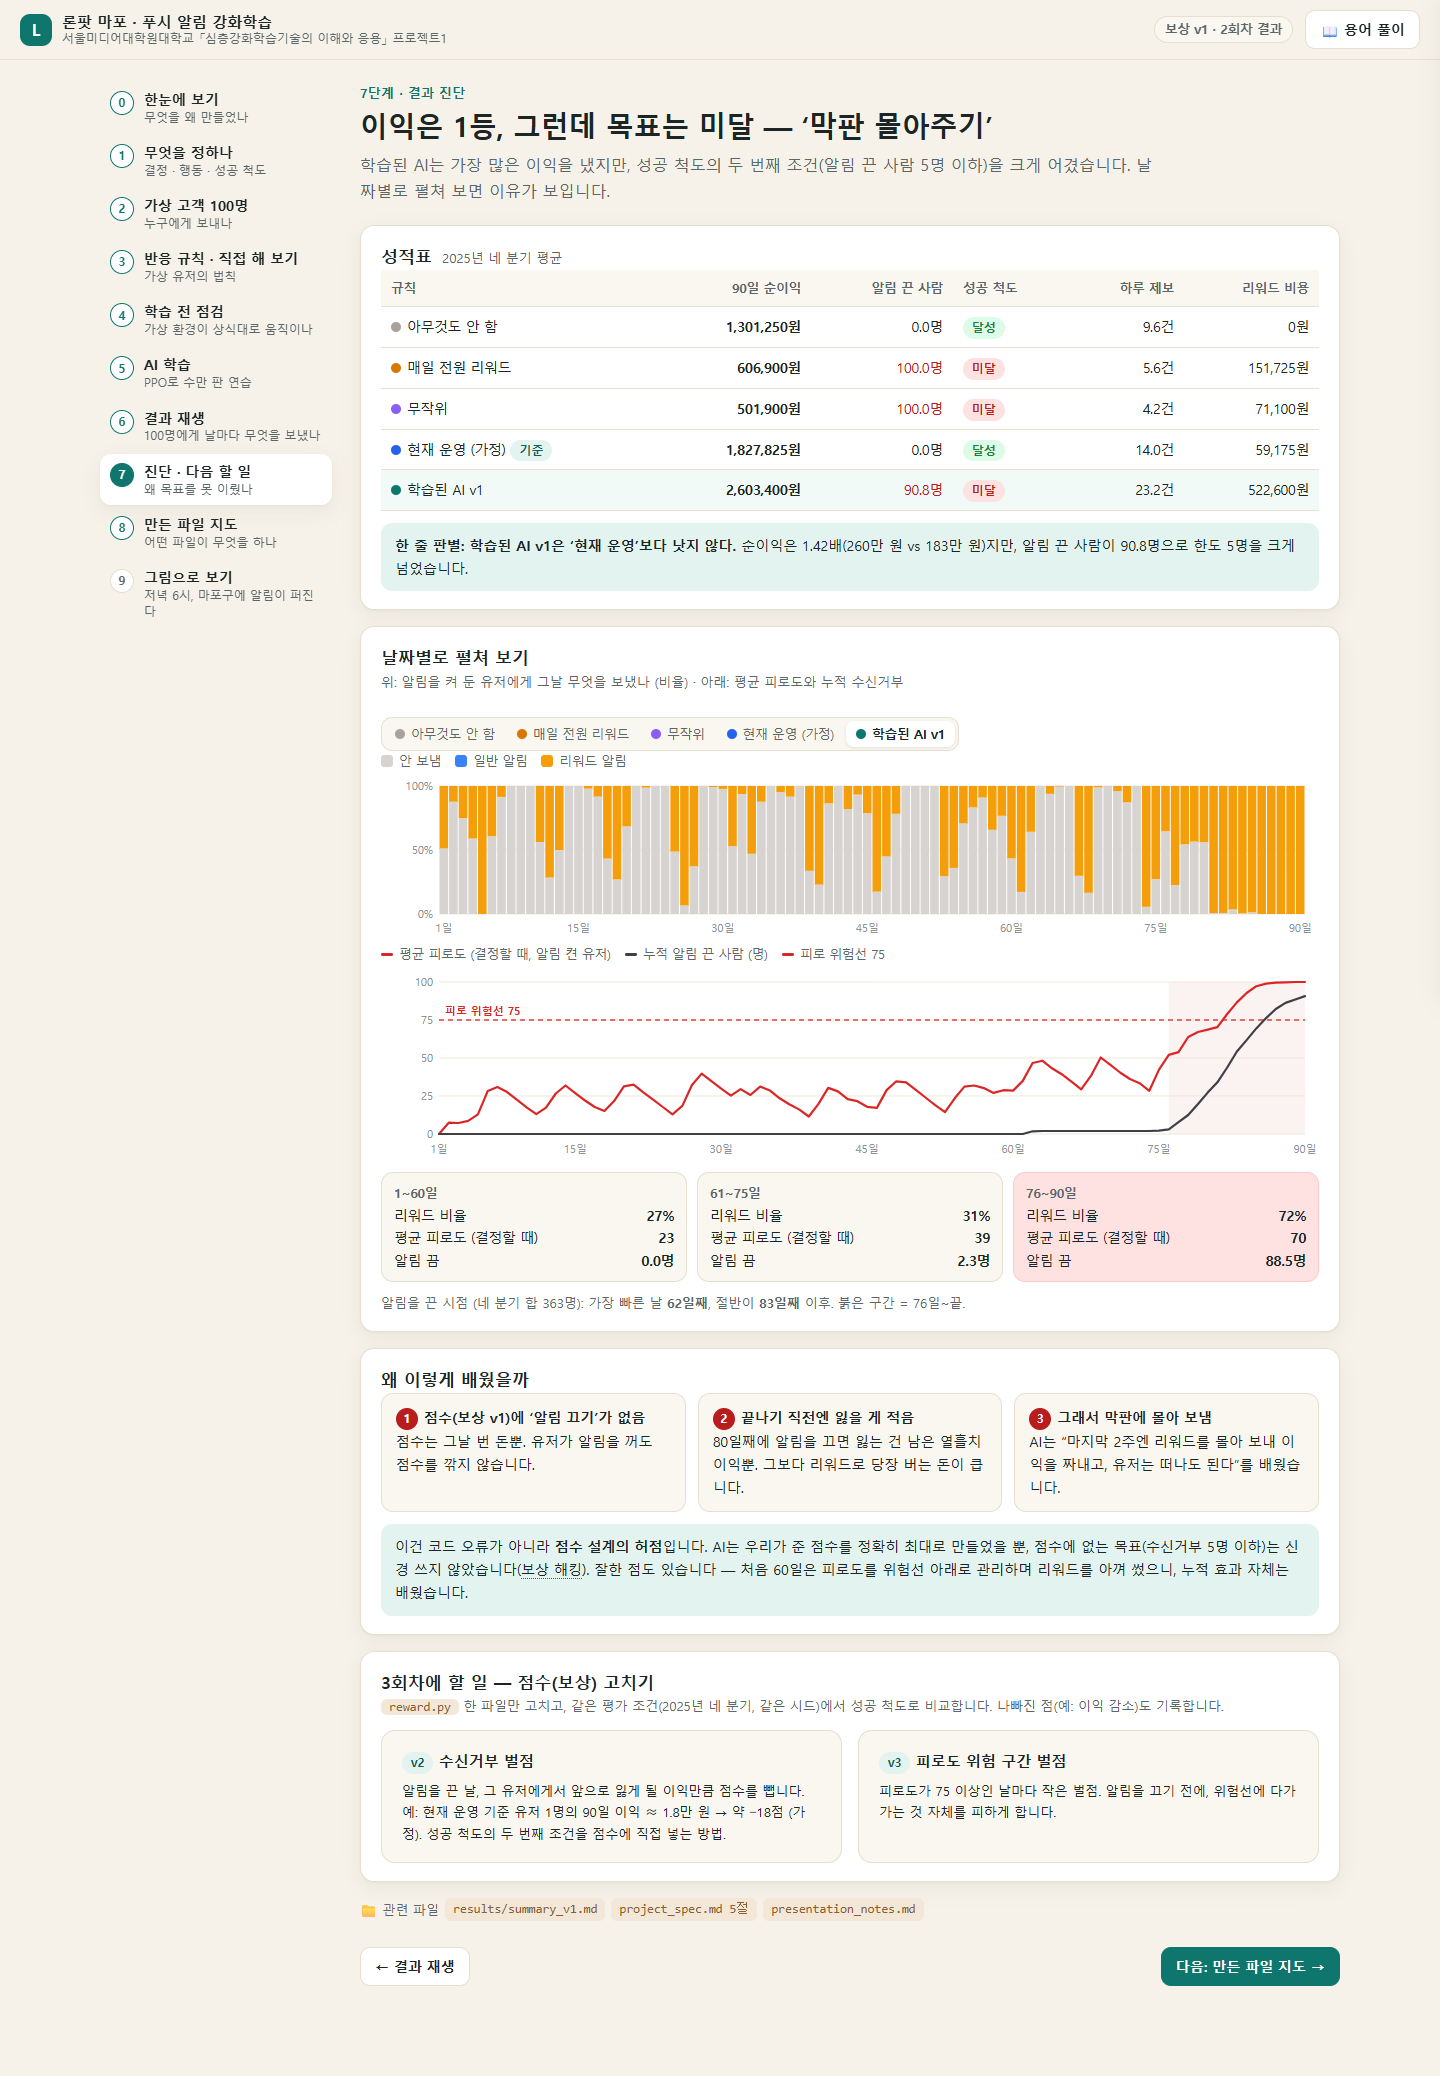 L
론팟 마포 · 푸시 알림 강화학습
서울미디어대학원대학교 「심층강화학습기술의 이해와 응용」 프로젝트1
보상 v1 · 2회차 결과
📖 용어 풀이
0 한눈에 보기
무엇을 왜 만들었나
1 무엇을 정하나
결정 · 행동 · 성공 척도
2 가상 고객 100명
누구에게 보내나
3 반응 규칙 · 직접 해 보기
가상 유저의 법칙
4 학습 전 점검
가상 환경이 상식대로 움직이나
5 AI 학습
PPO로 수만 판 연습
6 결과 재생
100명에게 날마다 무엇을 보냈나
7 진단 · 다음 할 일
왜 목표를 못 이뤘나
8 만든 파일 지도
어떤 파일이 무엇을 하나
9 그림으로 보기
저녁 6시, 마포구에 알림이 퍼진
다
7단계 · 결과 진단
이익은 1등, 그런데 목표는 미달 — ‘막판 몰아주기’
학습된 AI는 가장 많은 이익을 냈지만, 성공 척도의 두 번째 조건(알림 끈 사람 5명 이하)을 크게 어겼습니다. 날
짜별로 펼쳐 보면 이유가 보입니다.
성적표 2025년 네 분기 평균
규칙 90일 순이익 알림 끈 사람 성공 척도 하루 제보 리워드 비용
아무것도 안 함 1,301,250원 0.0명 달성 9.6건 0원
매일 전원 리워드 606,900원 100.0명 미달 5.6건 151,725원
무작위 501,900원 100.0명 미달 4.2건 71,100원
현재 운영 (가정) 기준 1,827,825원 0.0명 달성 14.0건 59,175원
학습된 AI v1 2,603,400원 90.8명 미달 23.2건 522,600원
한 줄 판별: 학습된 AI v1은 ‘현재 운영’보다 낫지 않다. 순이익은 1.42배(260만 원 vs 183만 원)지만, 알림 끈 사람이 90.8명으로 한도 5명을 크게
넘었습니다.
날짜별로 펼쳐 보기
위: 알림을 켜 둔 유저에게 그날 무엇을 보냈나 (비율) · 아래: 평균 피로도와 누적 수신거부
아무것도 안 함 매일 전원 리워드 무작위 현재 운영 (가정) 학습된 AI v1
안 보냄 일반 알림 리워드 알림
100%
50%
0%
1일 15일 30일 45일 60일 75일 90일
평균 피로도 (결정할 때, 알림 켠 유저) 누적 알림 끈 사람 (명) 피로 위험선 75
100
피로 위험선 75
75
50
25
0
1일 15일 30일 45일 60일 75일 90일
1~60일
리워드 비율 27%
평균 피로도 (결정할 때) 23
알림 끔 0.0명
61~75일
리워드 비율 31%
평균 피로도 (결정할 때) 39
알림 끔 2.3명
76~90일
리워드 비율 72%
평균 피로도 (결정할 때) 70
알림 끔 88.5명
알림을 끈 시점 (네 분기 합 363명): 가장 빠른 날 62일째, 절반이 83일째 이후. 붉은 구간 = 76일~끝.
왜 이렇게 배웠을까
1 점수(보상 v1)에 ‘알림 끄기’가 없음
점수는 그날 번 돈뿐. 유저가 알림을 꺼도
점수를 깎지 않습니다.
2 끝나기 직전엔 잃을 게 적음
80일째에 알림을 끄면 잃는 건 남은 열흘치
이익뿐. 그보다 리워드로 당장 버는 돈이 큽
니다.
3 그래서 막판에 몰아 보냄
AI는 “마지막 2주엔 리워드를 몰아 보내 이
익을 짜내고, 유저는 떠나도 된다”를 배웠습
니다.
이건 코드 오류가 아니라 점수 설계의 허점입니다. AI는 우리가 준 점수를 정확히 최대로 만들었을 뿐, 점수에 없는 목표(수신거부 5명 이하)는 신
경 쓰지 않았습니다(보상 해킹). 잘한 점도 있습니다 — 처음 60일은 피로도를 위험선 아래로 관리하며 리워드를 아껴 썼으니, 누적 효과 자체는
배웠습니다.
3회차에 할 일 — 점수(보상) 고치기
reward.py 한 파일만 고치고, 같은 평가 조건(2025년 네 분기, 같은 시드)에서 성공 척도로 비교합니다. 나빠진 점(예: 이익 감소)도 기록합니다.
v2 수신거부 벌점
알림을 끈 날, 그 유저에게서 앞으로 잃게 될 이익만큼 점수를 뺍니다.
예: 현재 운영 기준 유저 1명의 90일 이익 ≈ 1.8만 원 → 약 −18점 (가
정). 성공 척도의 두 번째 조건을 점수에 직접 넣는 방법.
v3 피로도 위험 구간 벌점
피로도가 75 이상인 날마다 작은 벌점. 알림을 끄기 전에, 위험선에 다가
가는 것 자체를 피하게 합니다.
📁 관련 파일 results/summary_v1.md project_spec.md 5절 presentation_notes.md
← 결과 재생
다음: 만든 파일 지도 →